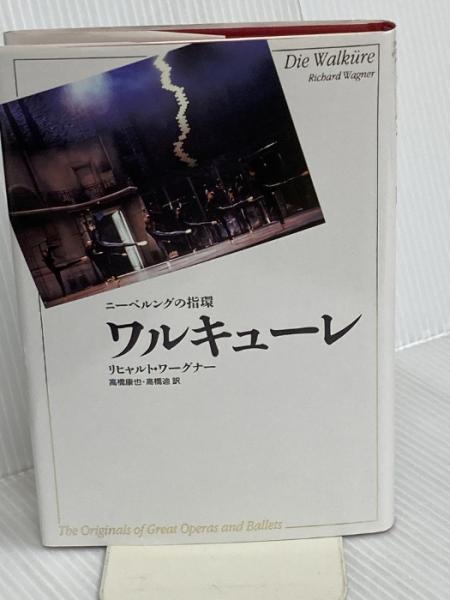 Die Walküre
Richard Wagner
ニーベルングの指環
ワルキューレ
リヒャルト・ワーグナー
高橋康也・高橋迪 訳
The Originals of Great Operas and Ballets